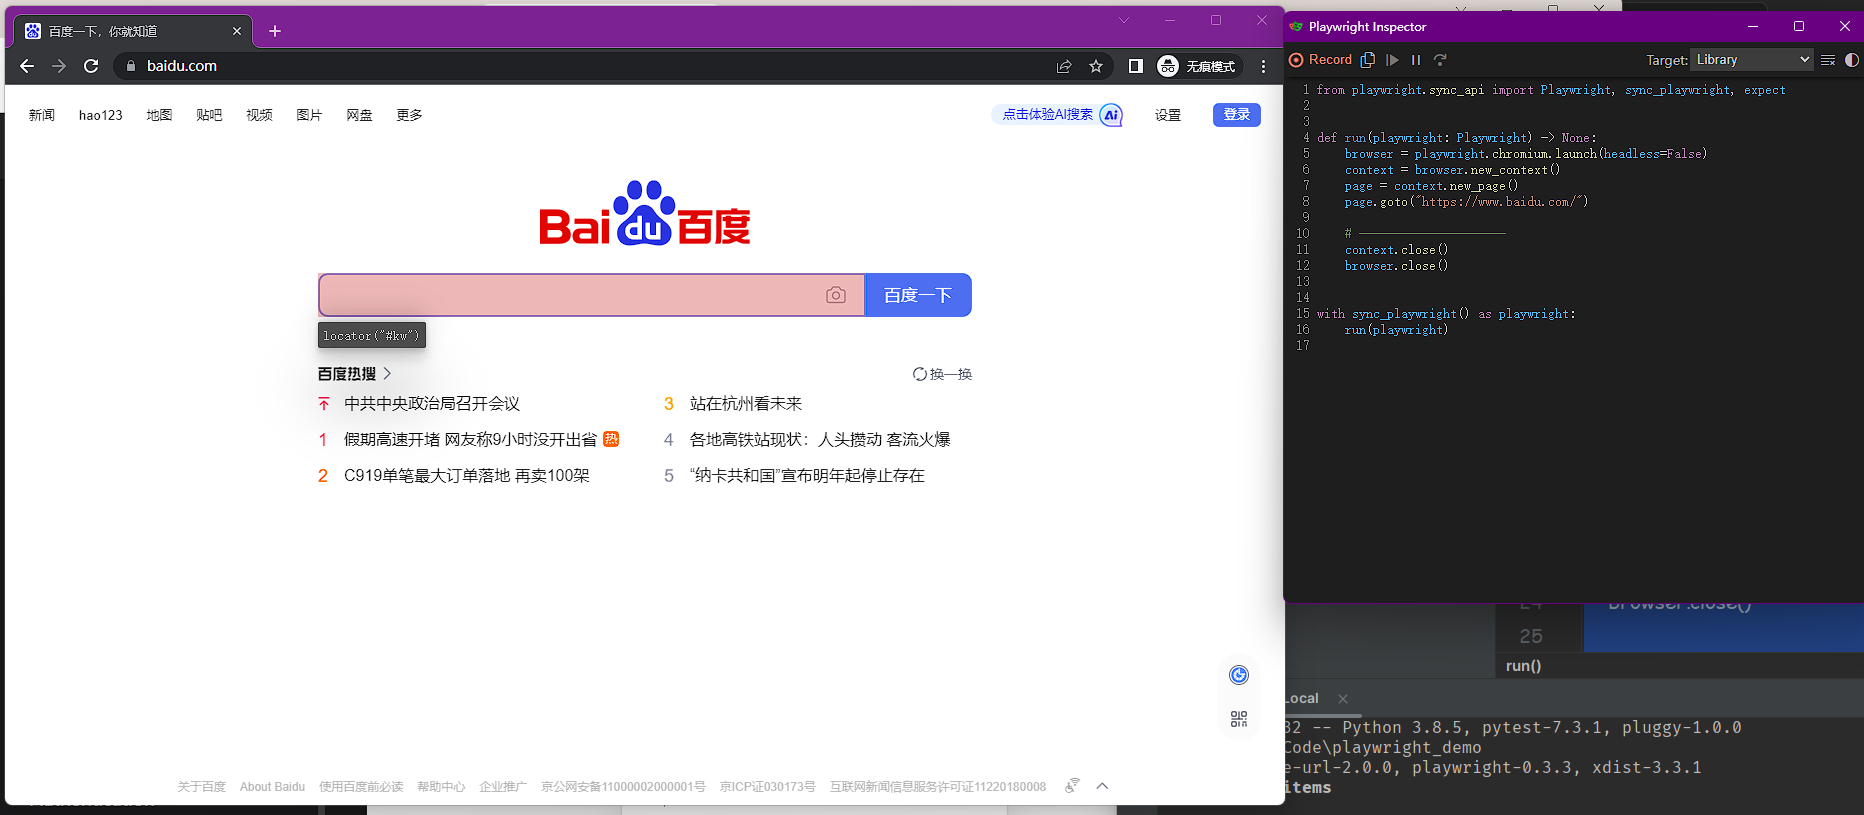 百度一下，你就知道
baidu.com
无痕模式
新闻 hao123 地图 贴吧 视频 图片 网盘 更多
点击体验AI搜索 Ai 设置 登录
Bai du 百度
百度一下
locator("#kw")
百度热搜
换一换
中共中央政治局召开会议
1 假期高速开堵 网友称9小时没开出省 热
2 C919单笔最大订单落地 再卖100架
3 站在杭州看未来
4 各地高铁站现状：人头攒动 客流火爆
5 “纳卡共和国”宣布明年起停止存在
关于百度 About Baidu 使用百度前必读 帮助中心 企业推广 京公网安备11000002000001号 京ICP证030173号 互联网新闻信息服务许可证11220180008
Playwright Inspector
Record
Target: Library
1 from playwright.sync_api import Playwright, sync_playwright, expect
2
3
4 def run(playwright: Playwright) -> None:
5 browser = playwright.chromium.launch(headless=False)
6 context = browser.new_context()
7 page = context.new_page()
8 page.goto("https://www.baidu.com/")
9
10 # ---------------------
11 context.close()
12 browser.close()
13
14
15 with sync_playwright() as playwright:
16 run(playwright)
17
24 browser.close()
25
run()
Local
32 -- Python 3.8.5, pytest-7.3.1, pluggy-1.0.0
Code\playwright_demo
e-url-2.0.0, playwright-0.3.3, xdist-3.3.1
items